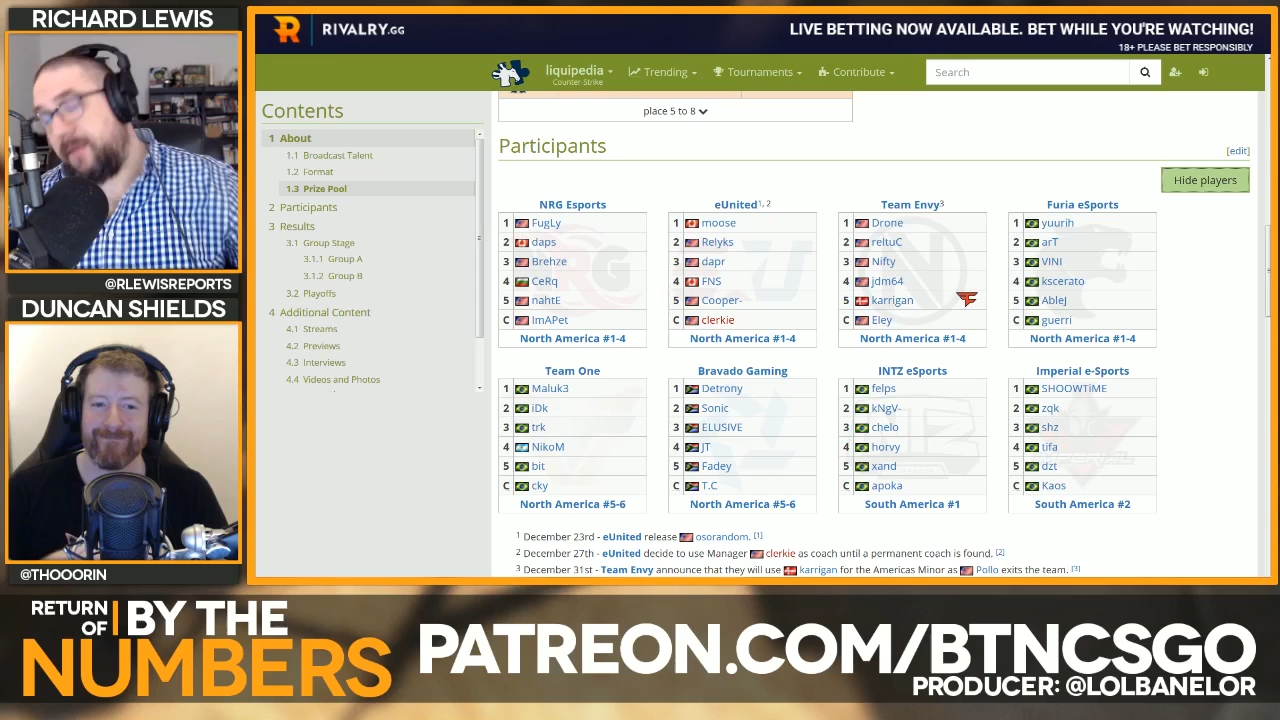 RICHARD LEWIS
@RLEWISREPORTS
DUNCAN SHIELDS
@THOOORIN
RIVALRY.GG
LIVE BETTING NOW AVAILABLE. BET WHILE YOU'RE WATCHING!
18+ PLEASE BET RESPONSIBLY
liquipedia
Counter Strike
Trending
Tournaments
Contribute
Search
Contents
1 About
1.1 Broadcast Talent
1.2 Format
1.3 Prize Pool
2 Participants
3 Results
3.1 Group Stage
3.1.1 Group A
3.1.2 Group B
3.2 Playoffs
4 Additional Content
4.1 Streams
4.2 Previews
4.3 Interviews
4.4 Videos and Photos
place 5 to 8
Participants
[edit]
Hide players
NRG Esports
1 FugLy
2 daps
3 Brehze
4 CeRq
5 nahtE
C ImAPet
North America #1-4
eUnited1, 2
1 moose
2 Relyks
3 dapr
4 FNS
5 Cooper-
C clerkie
North America #1-4
Team Envy3
1 Drone
2 reltuC
3 Nifty
4 jdm64
5 karrigan
C Eley
North America #1-4
Furia eSports
1 yuurih
2 arT
3 VINI
4 kscerato
5 AbleJ
C guerri
North America #1-4
Team One
1 Maluk3
2 iDk
3 trk
4 NikoM
5 bit
C cky
North America #5-6
Bravado Gaming
1 Detrony
2 Sonic
3 ELUSIVE
4 JT
5 Fadey
C T.C
North America #5-6
INTZ eSports
1 felps
2 kNgV-
3 chelo
4 horvy
5 xand
C apoka
South America #1
Imperial e-Sports
1 SHOOWTiME
2 zqk
3 shz
4 tifa
5 dzt
C Kaos
South America #2
1 December 23rd - eUnited release osorandom. [1]
2 December 27th - eUnited decide to use Manager clerkie as coach until a permanent coach is found. [2]
3 December 31st - Team Envy announce that they will use karrigan for the Americas Minor as Pollo exits the team. [3]
RETURN
OF
BY THE
NUMBERS
PATREON.COM/BTNCSGO
PRODUCER: @LOLBANELOR